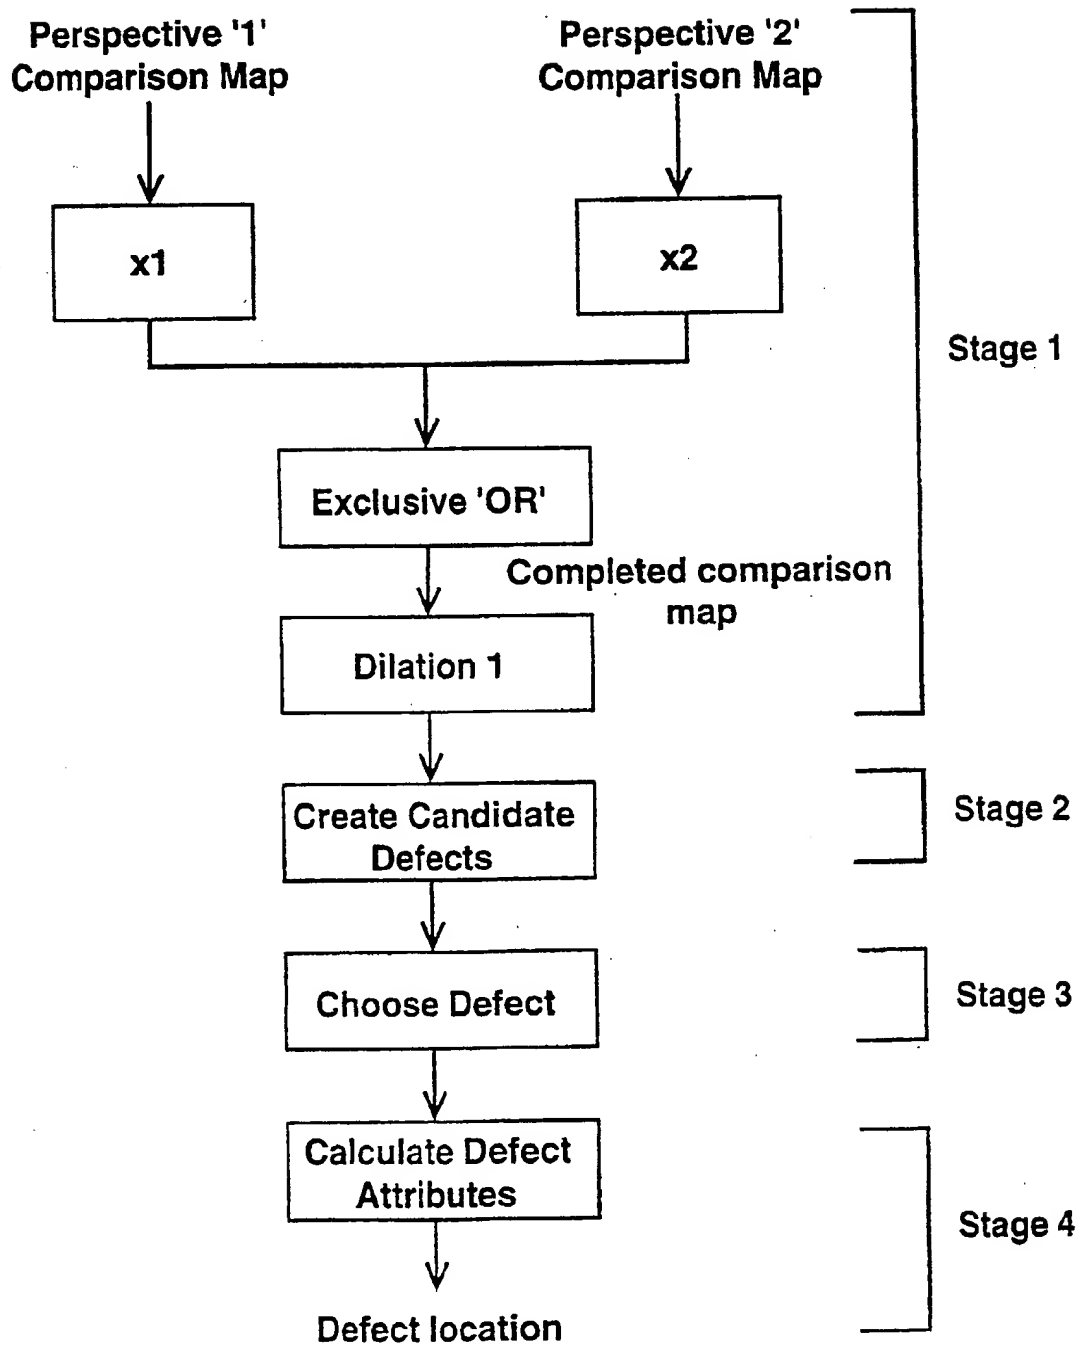 Perspective '1'
Comparison Map
Perspective '2'
Comparison Map
x1
x2
Stage 1
Exclusive 'OR'
Completed comparison
map
Dilation 1
Create Candidate
Defects
Stage 2
Choose Defect
Stage 3
Calculate Defect
Attributes
Stage 4
Defect location